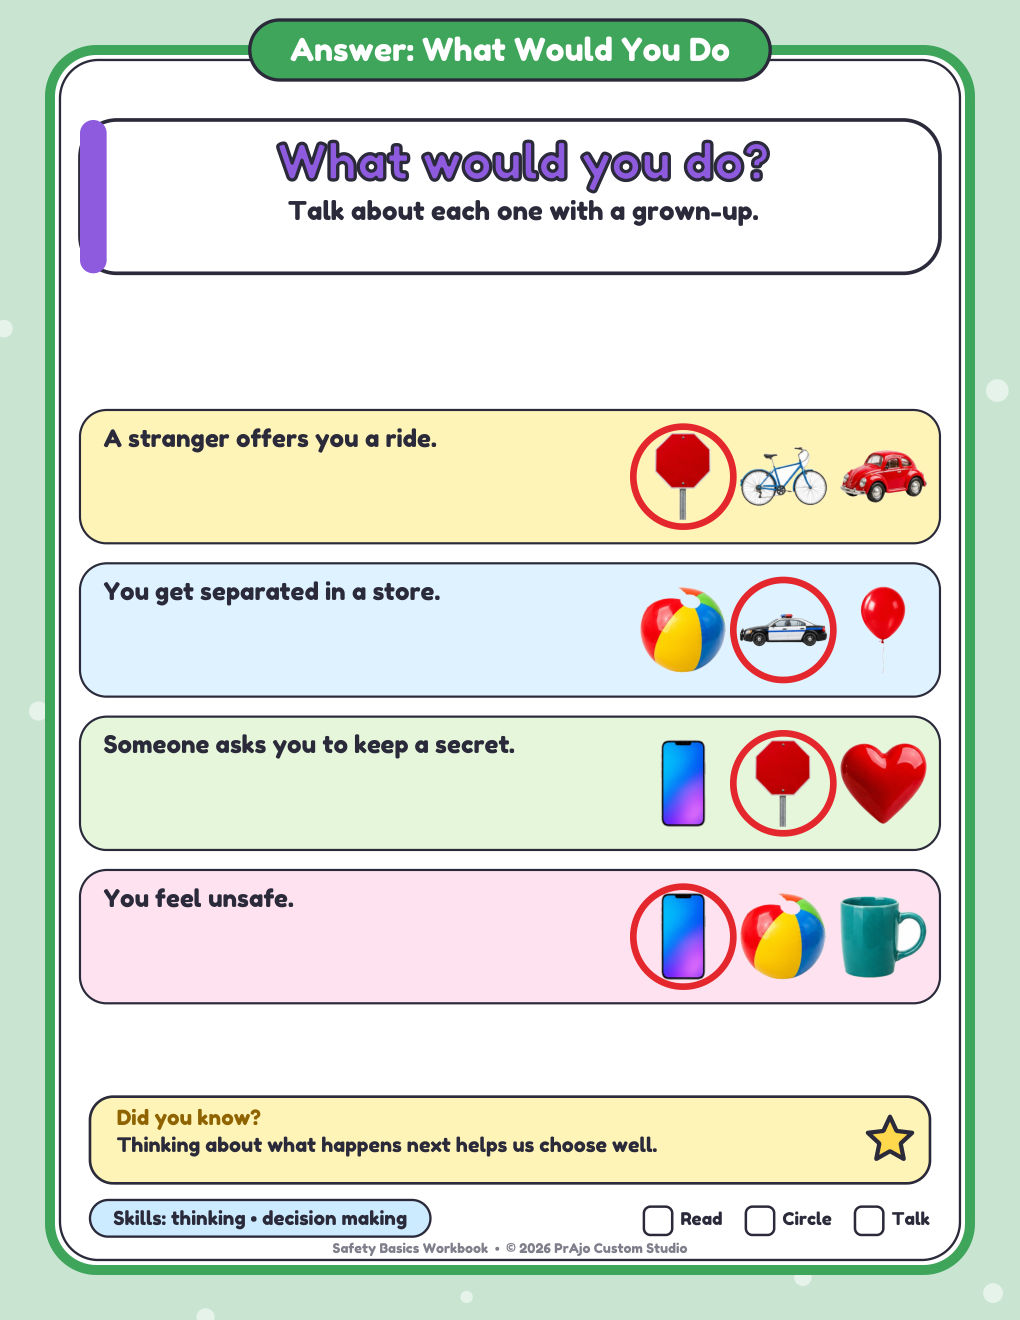 Answer: What Would You Do
What would you do?
Talk about each one with a grown-up.
A stranger offers you a ride.
You get separated in a store.
Someone asks you to keep a secret.
You feel unsafe.
Did you know?
Thinking about what happens next helps us choose well.
Skills: thinking • decision making
Read
Circle
Talk
Safety Basics Workbook • © 2026 PrAjo Custom Studio